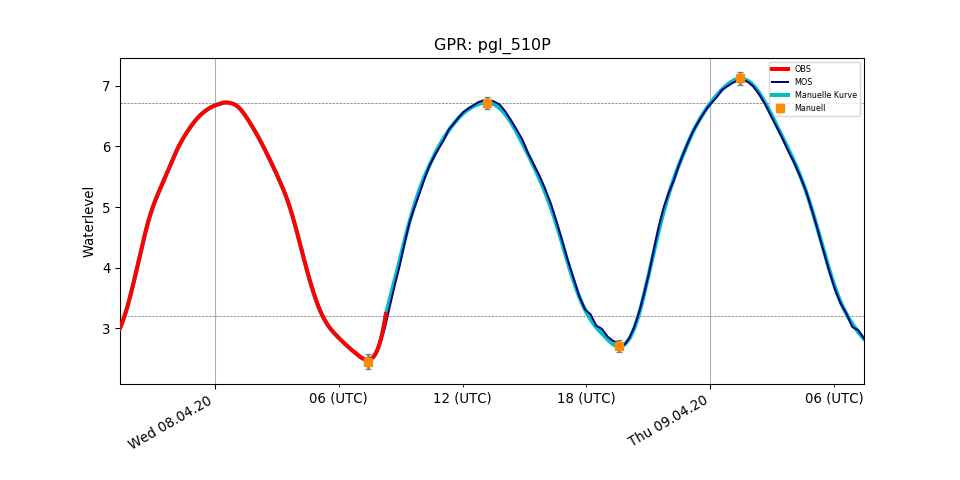 GPR: pgl_510P
OBS
MOS
Manuelle Kurve
Manuell
Waterlevel
7
6
5
4
3
06 (UTC)
12 (UTC)
18 (UTC)
06 (UTC)
Wed 08.04.20
Thu 09.04.20